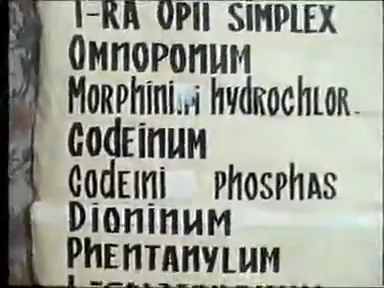 T-RA OPII SIMPLEX
OMNOPONUM
MORPHINI hYdROCHLOR.
CODEINUM
CODEINI PHOSPHAS
DIONINUM
PHENTANYLUM